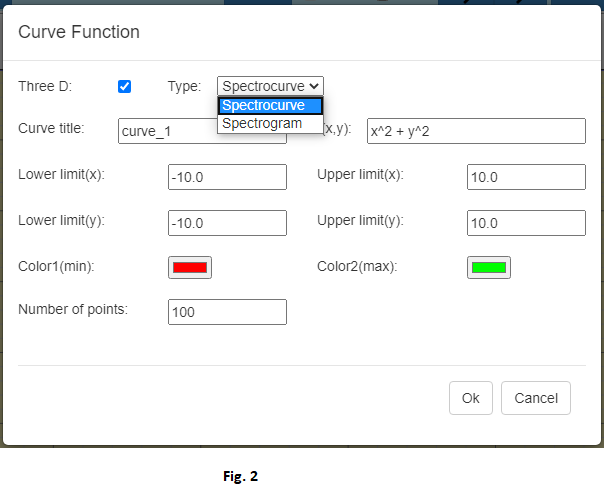 Curve Function
Three D: Type: Spectrocurve
Spectrocurve
Spectrogram
Curve title: curve_1 x,y): x^2 + y^2
Lower limit(x): -10.0 Upper limit(x): 10.0
Lower limit(y): -10.0 Upper limit(y): 10.0
Color1(min): Color2(max):
Number of points: 100
Ok Cancel
Fig. 2